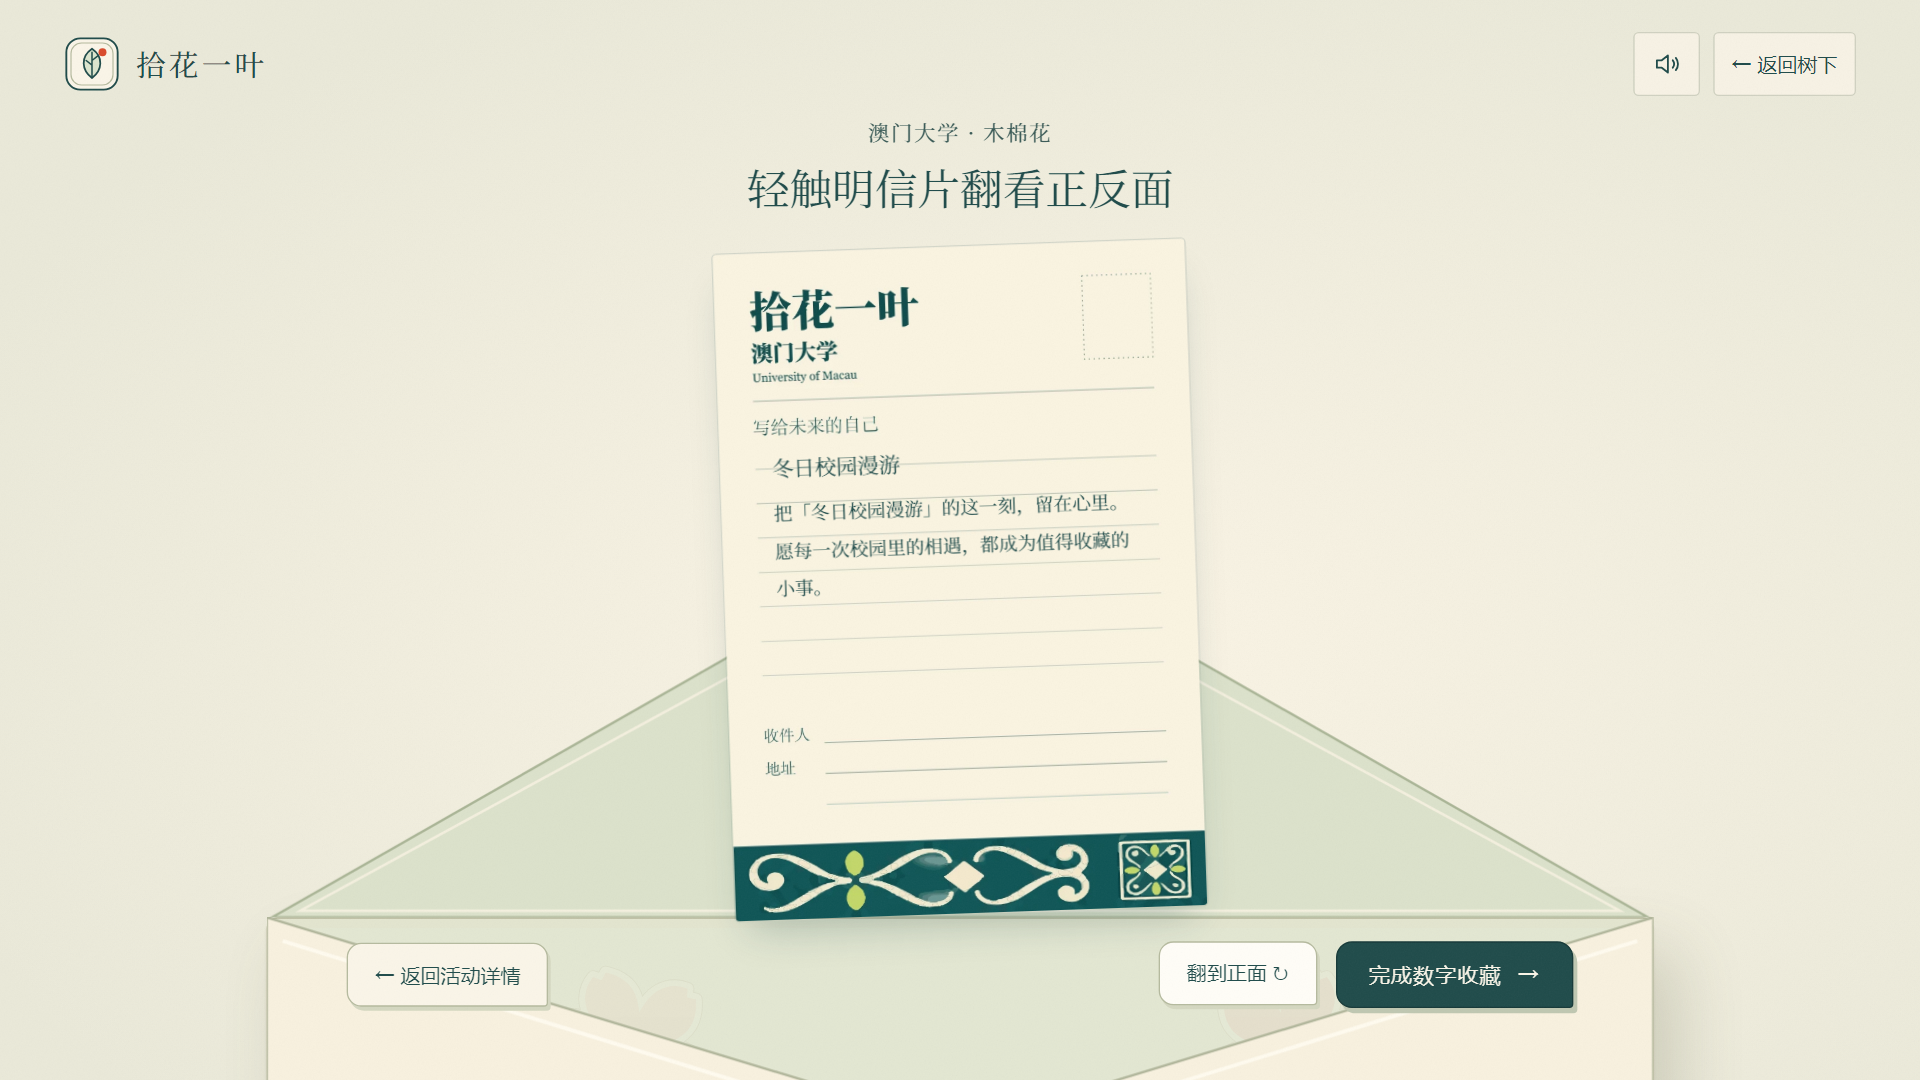 拾花一叶
← 返回树下
澳门大学 · 木棉花
轻触明信片翻看正反面
拾花一叶
澳门大学
University of Macau
写给未来的自己
冬日校园漫游
把「冬日校园漫游」的这一刻，留在心里。
愿每一次校园里的相遇，都成为值得收藏的
小事。
收件人
地址
← 返回活动详情
翻到正面 ↻
完成数字收藏 →